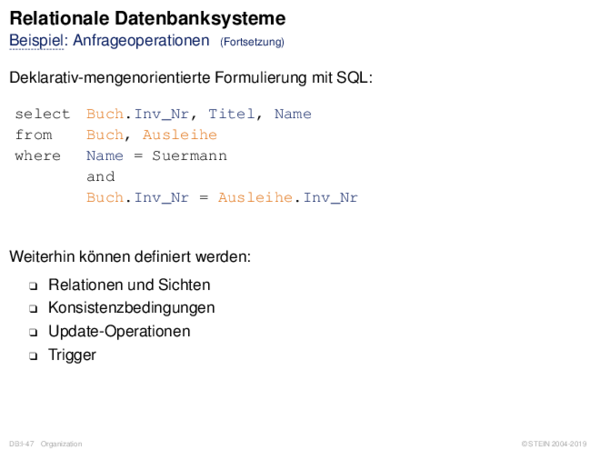 Relationale Datenbanksysteme
Beispiel: Anfrageoperationen (Fortsetzung)
Deklarativ-mengenorientierte Formulierung mit SQL:
select Buch.Inv_Nr, Titel, Name
from Buch, Ausleihe
where Name = Suermann
and
Buch.Inv_Nr = Ausleihe.Inv_Nr
Weiterhin können definiert werden:
❑ Relationen und Sichten
❑ Konsistenzbedingungen
❑ Update-Operationen
❑ Trigger
DB:I-47 Organization © STEIN 2004-2019